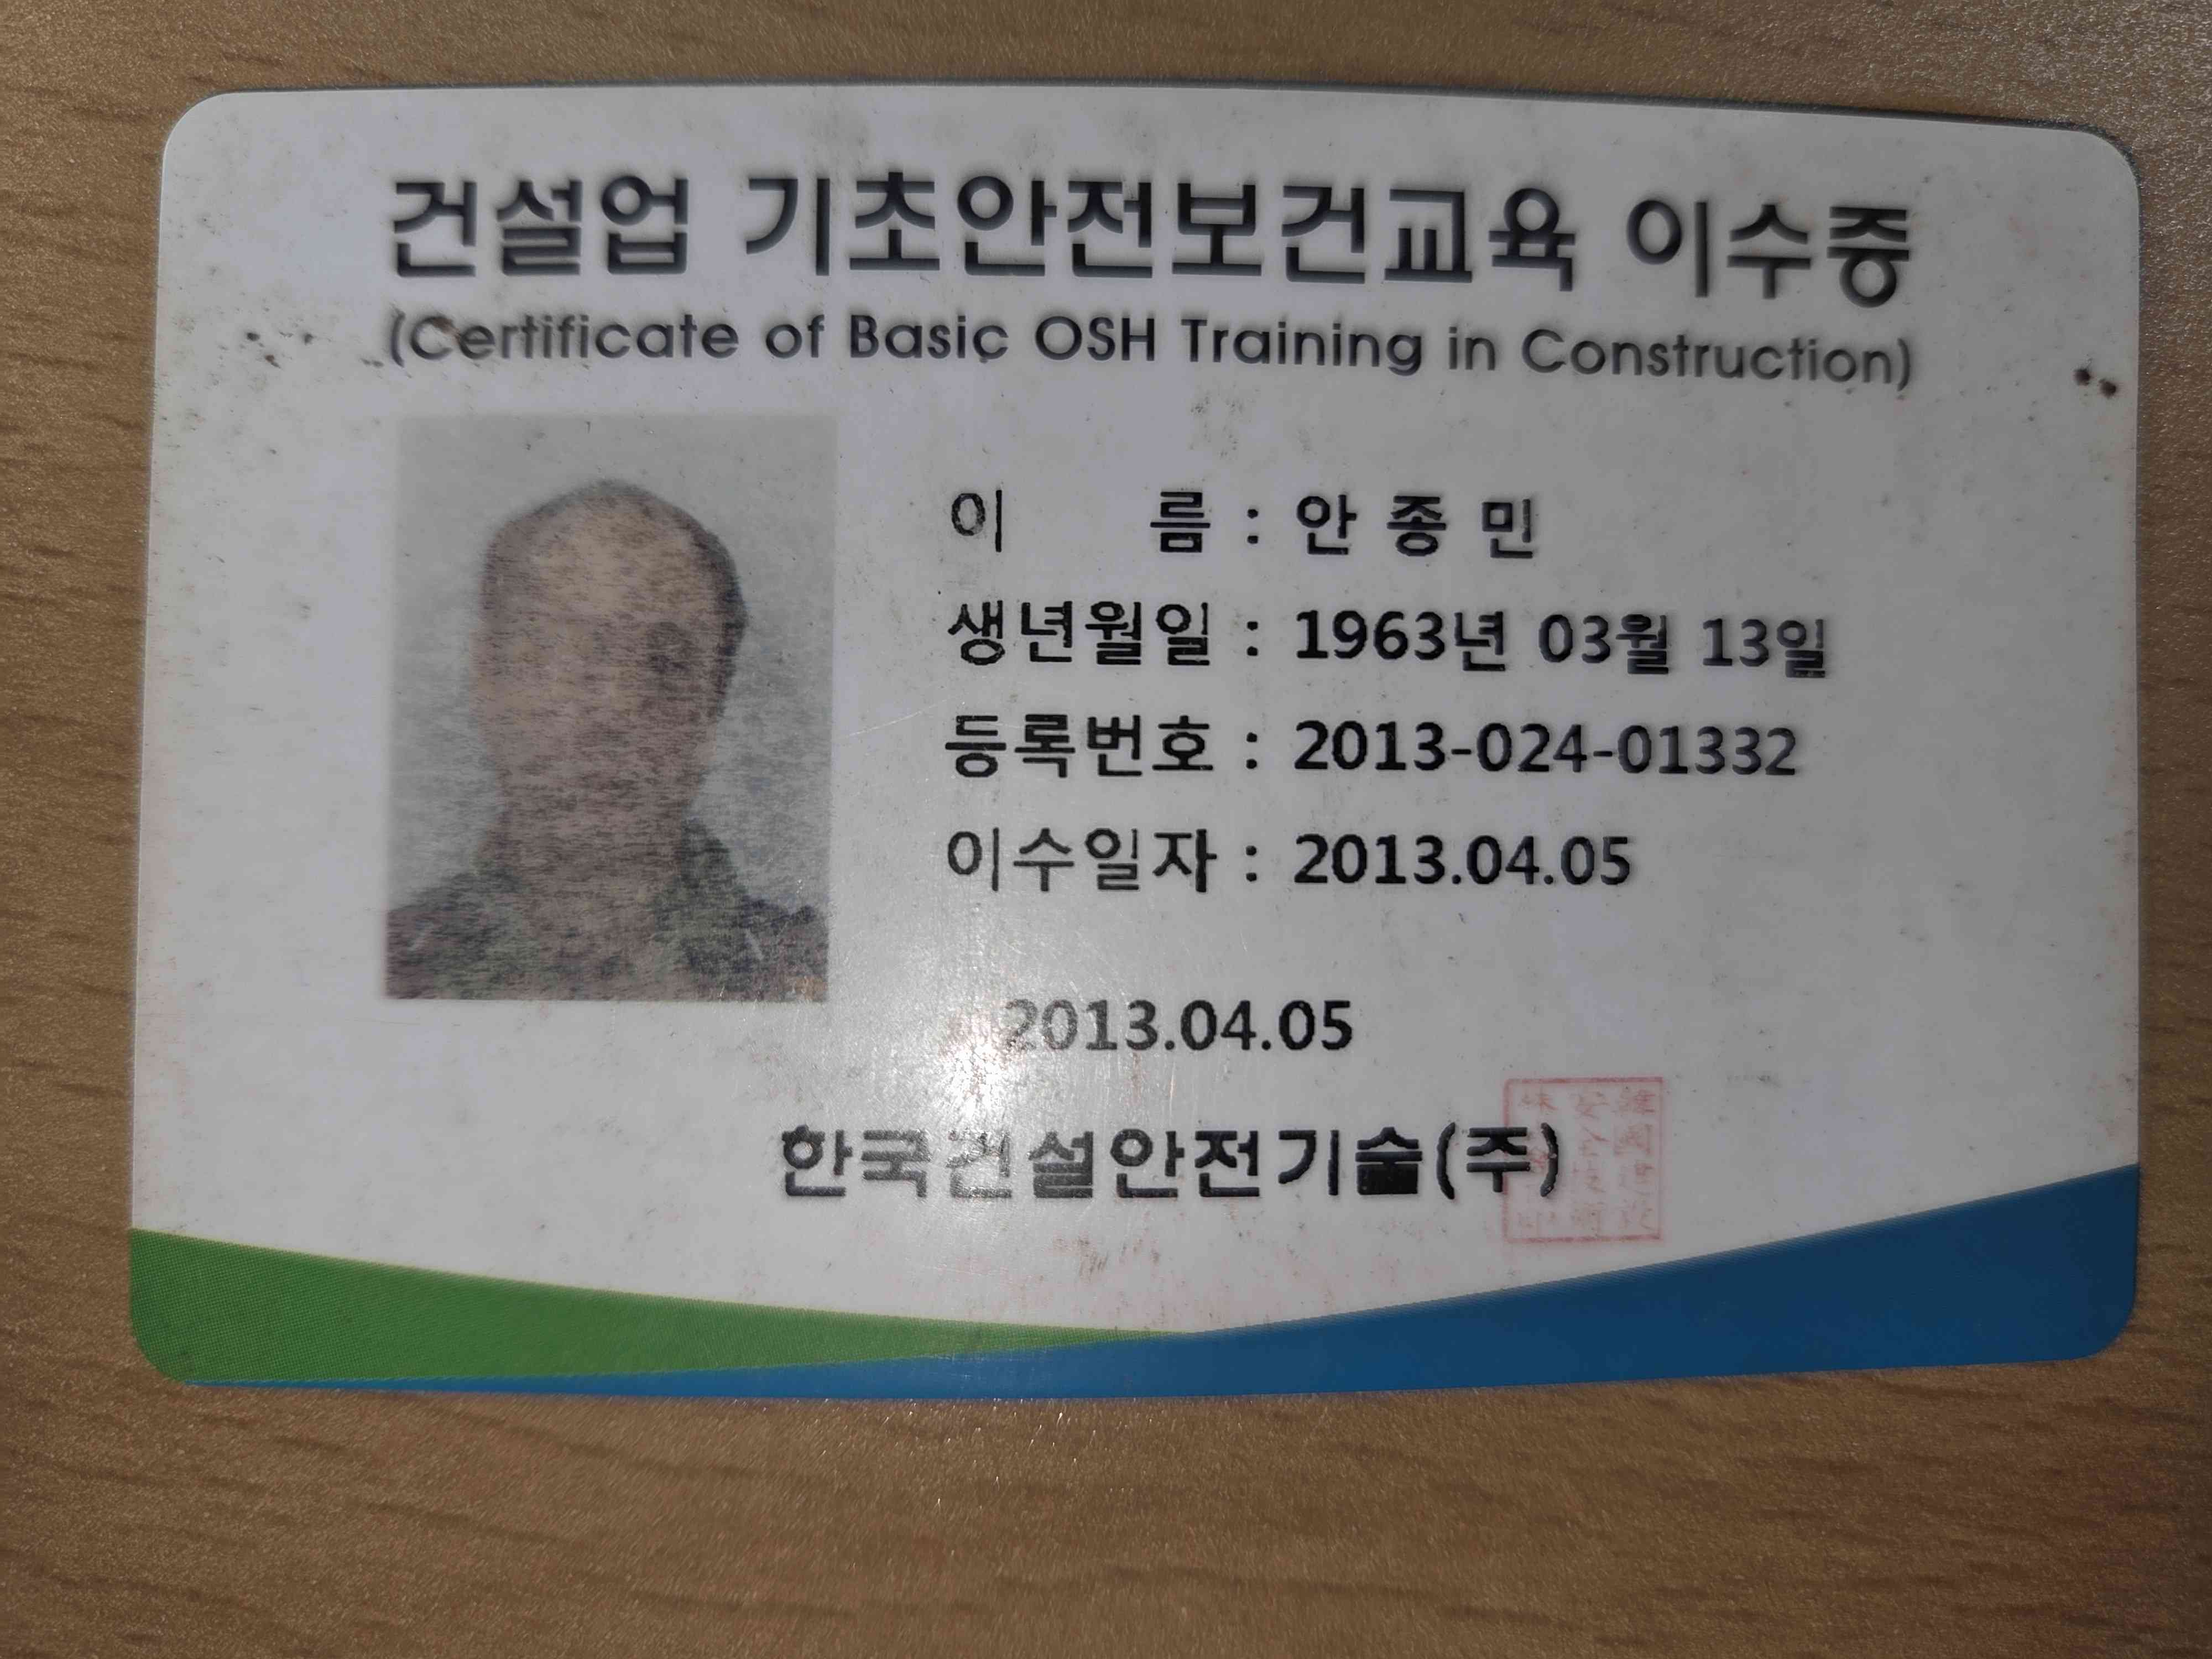 건설업 기초안전보건교육 이수증
(Certificate of Basic OSH Training in Construction)
이 름 : 안 종 민
생년월일 : 1963년 03월 13일
등록번호 : 2013-024-01332
이수일자 : 2013.04.05
2013.04.05
한국건설안전기술(주)